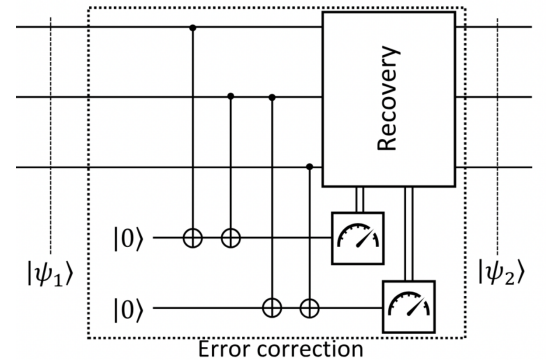 Recovery
|0⟩
|ψ₁⟩
|ψ₂⟩
|0⟩
Error correction